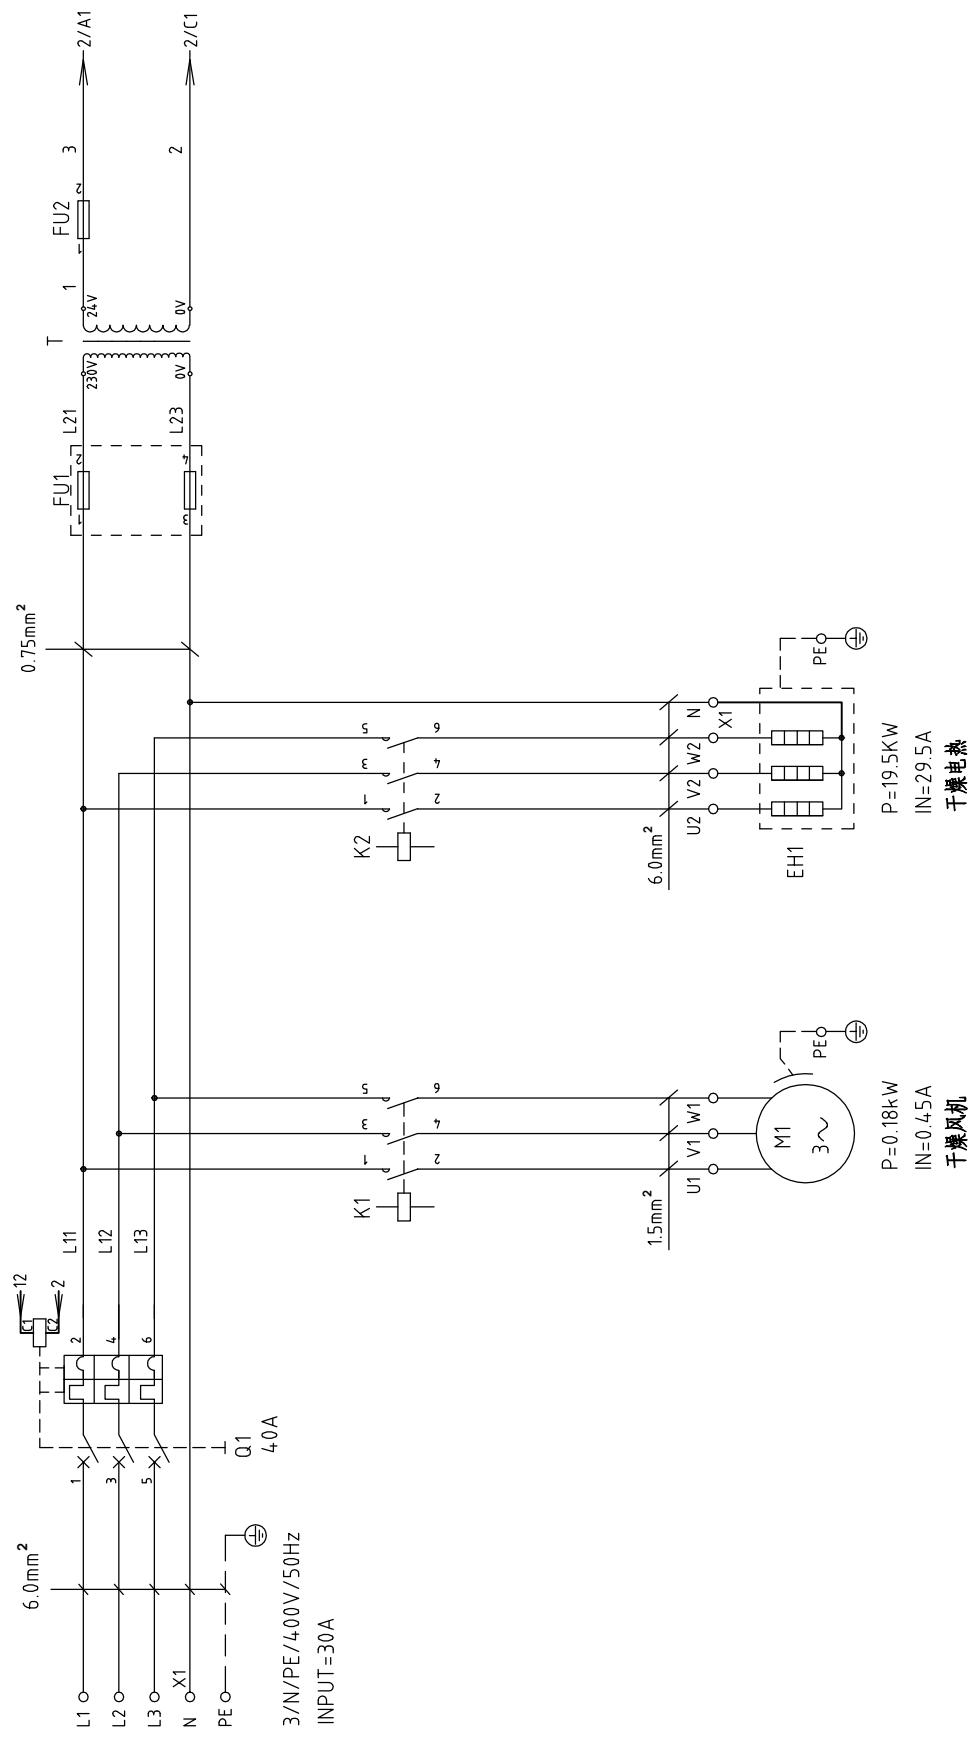 L1
L2
L3
X1
N
PE
3/N/PE/400V/50Hz
INPUT=30A
6.0mm²
1
3
5
Q1
40A
2
4
6
C1
C2
12
2
L11
L12
L13
K1
1
3
5
2
4
6
1.5mm²
U1
V1
W1
M1
3~
PE
P=0.18kW
IN=0.45A
干燥风机
K2
1
3
5
2
4
6
6.0mm²
U2
V2
W2
N
X1
EH1
PE
P=19.5KW
IN=29.5A
干燥电热
0.75mm²
FU1
1
2
3
4
L21
L23
T
230V
0V
24V
0V
1
FU2
1
2
3
2
2/A1
2/C1